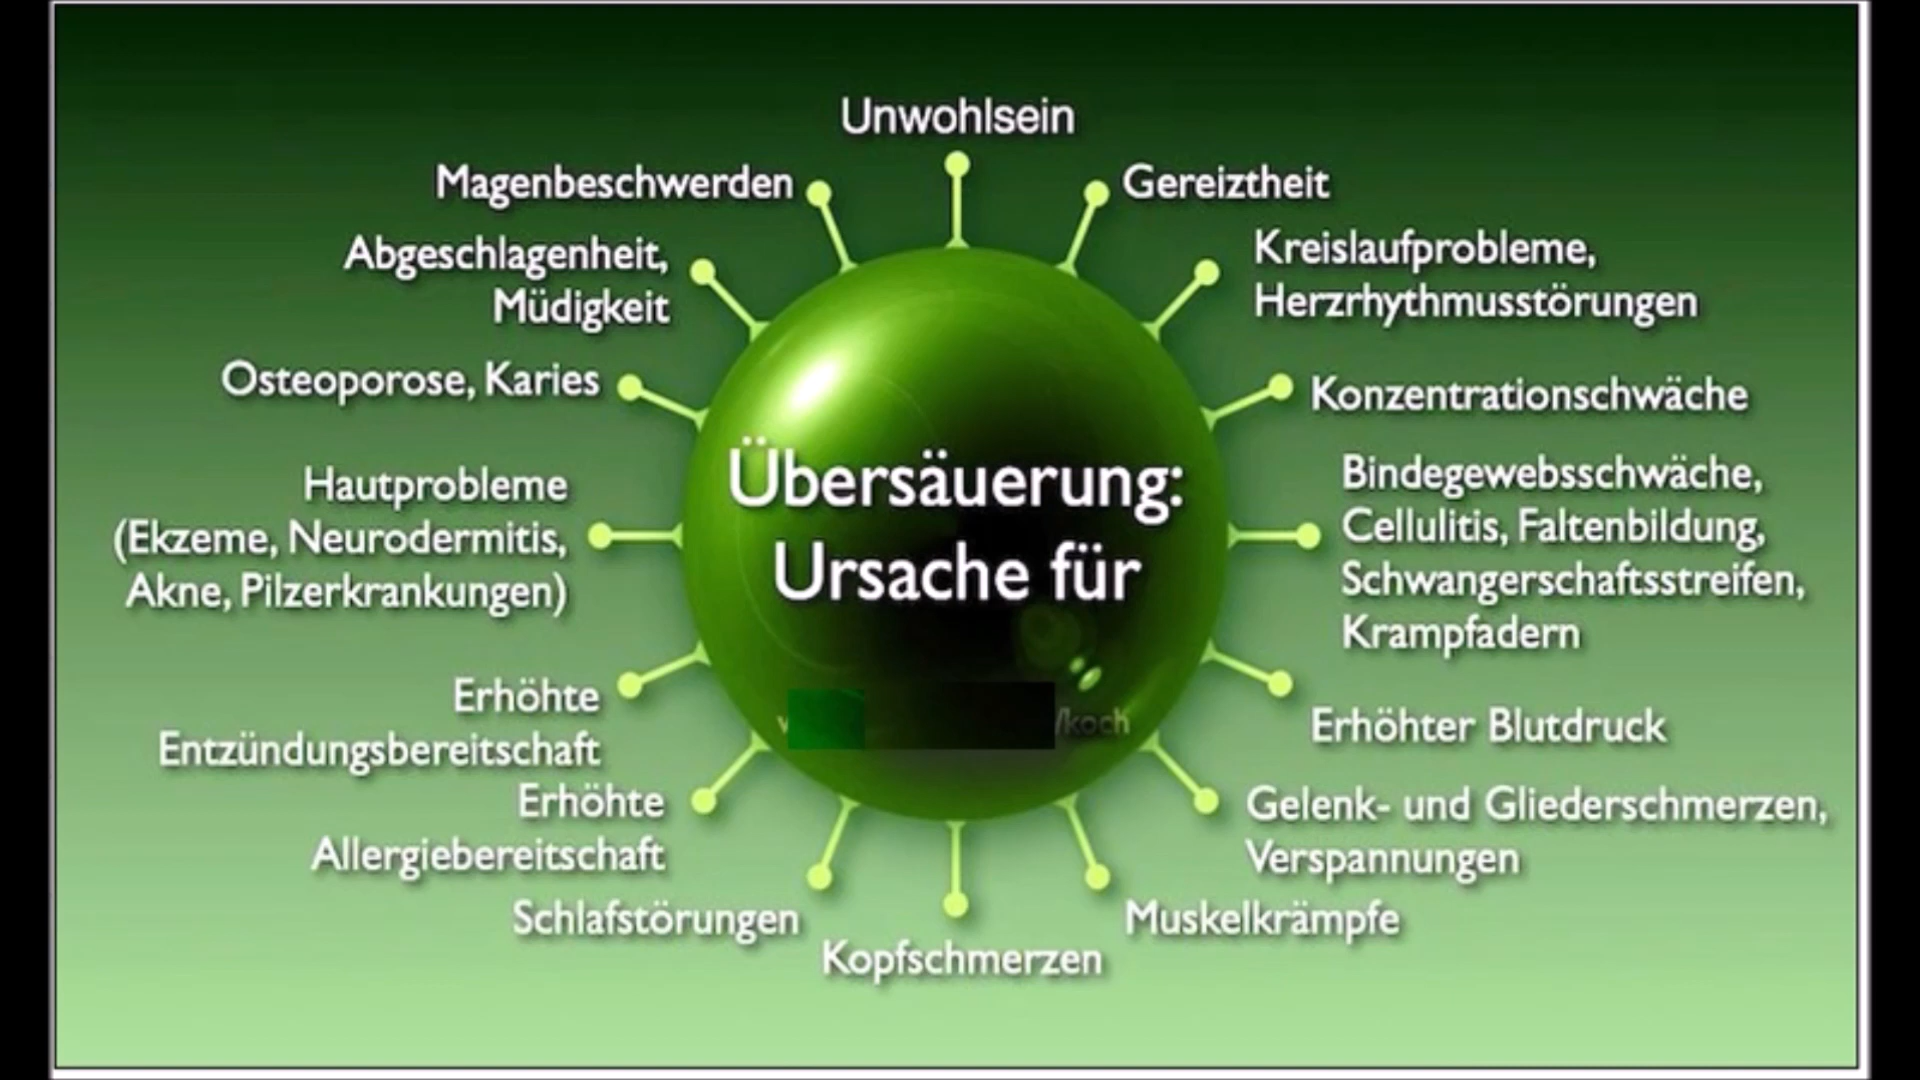 Unwohlsein
Magenbeschwerden
Gereiztheit
Abgeschlagenheit,
Müdigkeit
Kreislaufprobleme,
Herzrhythmusstörungen
Osteoporose, Karies
Konzentrationschwäche
Hautprobleme
(Ekzeme, Neurodermitis,
Akne, Pilzerkrankungen)
Übersäuerung:
Ursache für
/koch
Bindegewebsschwäche,
Cellulitis, Faltenbildung,
Schwangerschaftsstreifen,
Krampfadern
Erhöhte
Entzündungsbereitschaft
Erhöhter Blutdruck
Erhöhte
Allergiebereitschaft
Gelenk- und Gliederschmerzen,
Verspannungen
Schlafstörungen
Kopfschmerzen
Muskelkrämpfe